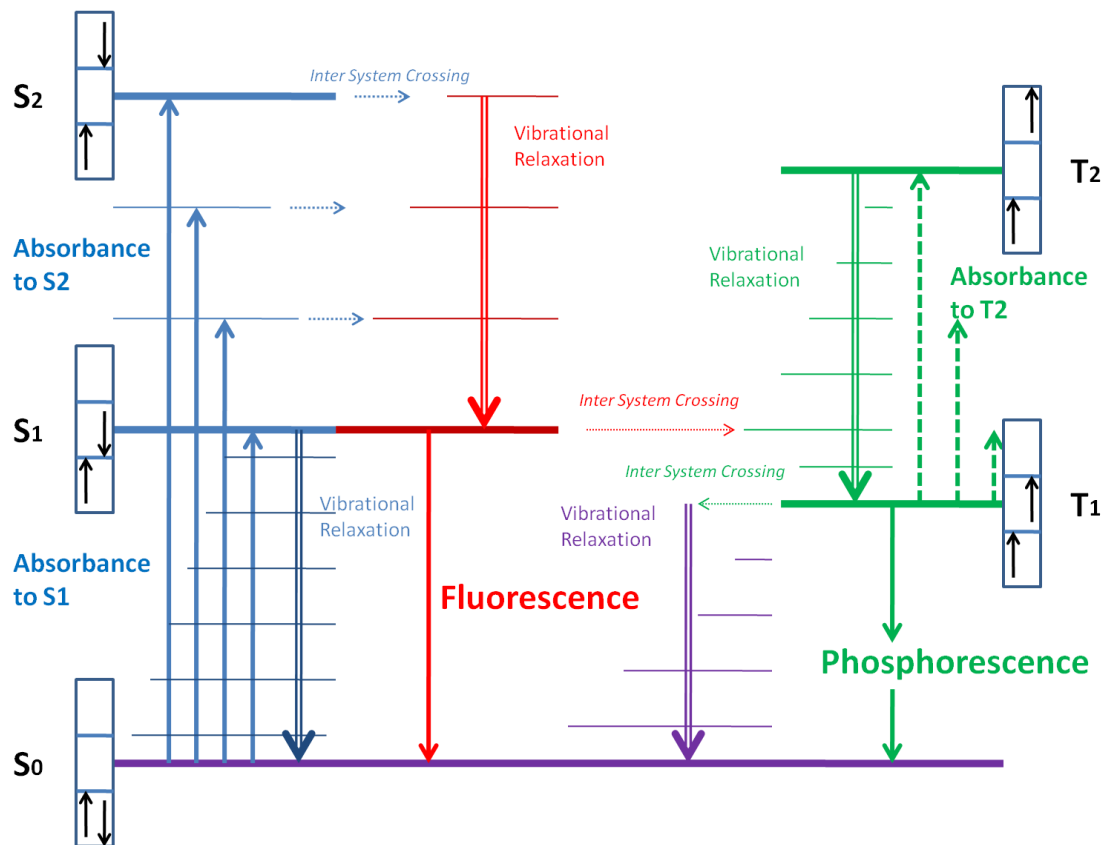 Inter System Crossing
S2
Vibrational
Relaxation
T2
Absorbance
to S2
Vibrational
Relaxation
Absorbance
to T2
S1
Inter System Crossing
Inter System Crossing
Vibrational
Relaxation
Vibrational
Relaxation
T1
Absorbance
to S1
Fluorescence
Phosphorescence
S0